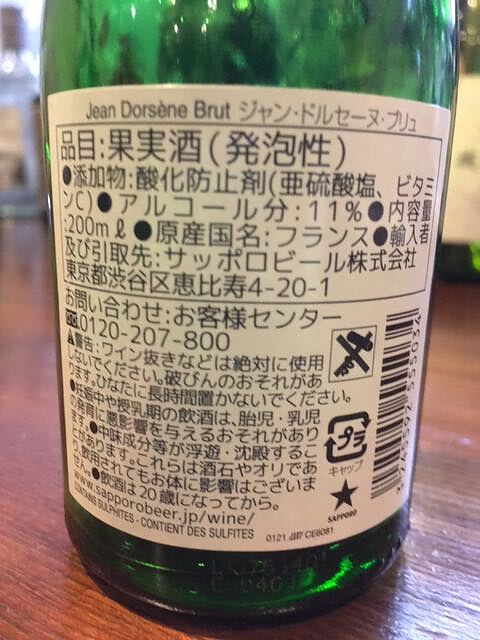 Jean Dorsène Brut ジャン・ドルセーヌ・ブリュ
品目:果実酒(発泡性)
●添加物:酸化防止剤(亜硫酸塩、ビタミ
ンC)●アルコール分:11%●内容量
:200mℓ●原産国名:フランス●輸入者
及び引取先:サッポロビール株式会社
東京都渋谷区恵比寿4-20-1
お問い合わせ:お客様センター
0120-207-800
警告:ワイン抜きなどは絶対に使用
しないでください。破びんのおそれがあ
ります。ひなたに長時間置かないでください。
●妊娠中や授乳期の飲酒は、胎児・乳児
の発育に悪影響を与えるおそれがあり
ます。●中味成分等が浮遊・沈殿するこ
とがあります。これらは酒石やオリであ
り、飲用されてもお体に影響はございま
せん。●飲酒は20歳になってから。
www.sapporobeer.jp/wine/
CONTAINS SULPHITES - CONTIENT DES SULFITES
プラ
キャップ
SAPPORO
0121
CE6081